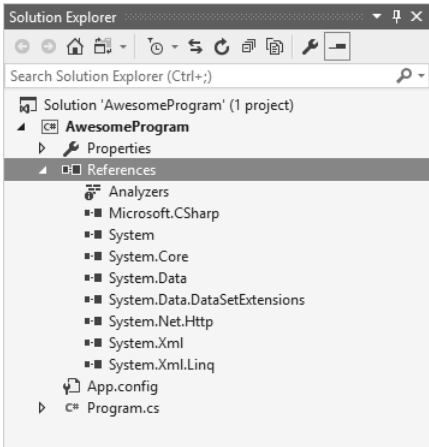 Solution Explorer
Search Solution Explorer (Ctrl+;)
Solution 'AwesomeProgram' (1 project)
C# AwesomeProgram
Properties
References
Analyzers
Microsoft.CSharp
System
System.Core
System.Data
System.Data.DataSetExtensions
System.Net.Http
System.Xml
System.Xml.Linq
App.config
C# Program.cs